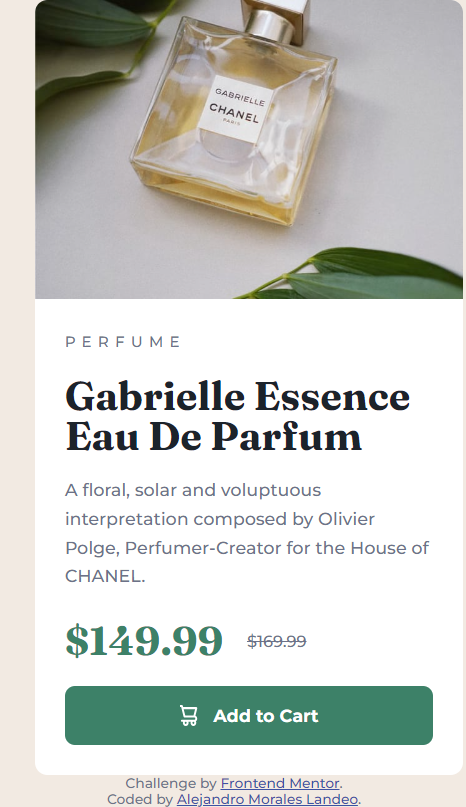 GABRIELLE
CHANEL
PARIS
PERFUME
Gabrielle Essence
Eau De Parfum
A floral, solar and voluptuous
interpretation composed by Olivier
Polge, Perfumer-Creator for the House of
CHANEL.
$149.99 $169.99
Add to Cart
Challenge by Frontend Mentor.
Coded by Alejandro Morales Landeo.